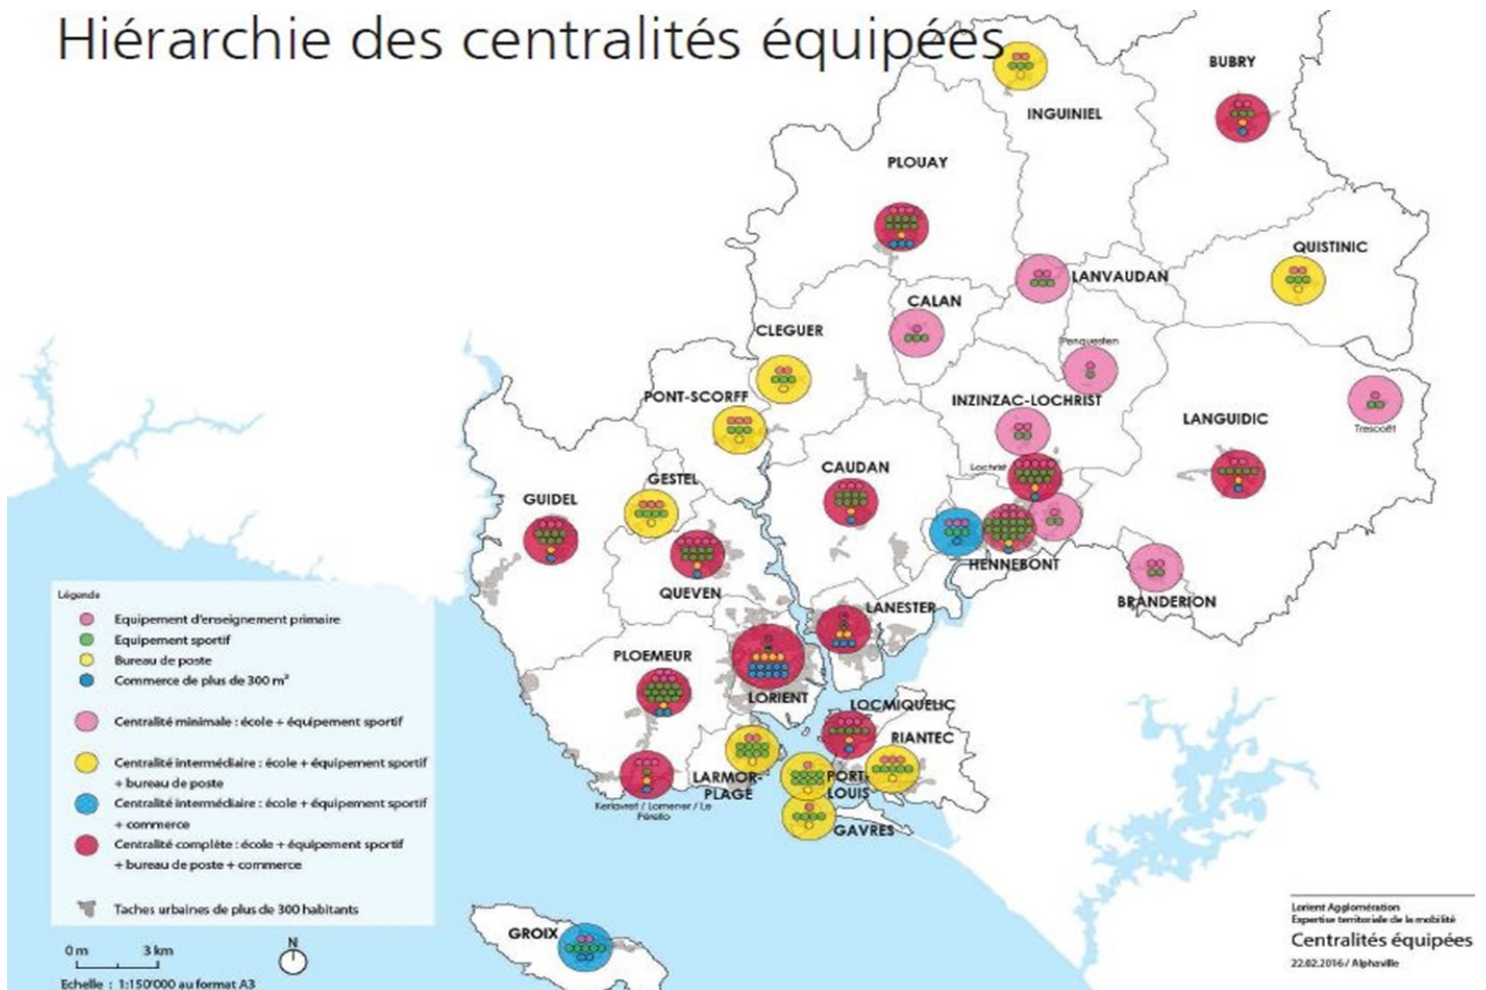 Hiérarchie des centralités équipées
BUBRY
INGUINIEL
PLOUAY
QUISTINIC
LANVAUDAN
CALAN
CLEGUER
Penquesten
PONT-SCORFF
INZINZAC-LOCHRIST
LANGUIDIC
Trescoët
CAUDAN
Lochrist
GESTEL
GUIDEL
HENNEBONT
QUEVEN
BRANDERION
LANESTER
PLOEMEUR
LORIENT
LOCMIQUELIC
RIANTEC
LARMOR-
PLAGE
PORT-
LOUIS
Kerlavret / Lomener / Le
Pérello
GAVRES
GROIX
Légende
Equipement d'enseignement primaire
Equipement sportif
Bureau de poste
Commerce de plus de 300 m²
Centralité minimale : école + équipement sportif
Centralité intermédiaire : école + équipement sportif
+ bureau de poste
Centralité intermédiaire : école + équipement sportif
+ commerce
Centralité complète : école + équipement sportif
+ bureau de poste + commerce
Taches urbaines de plus de 300 habitants
0 m 3 km
N
Echelle : 1:150'000 au format A3
Lorient Agglomération
Expertise territoriale de la mobilité
Centralités équipées
22.02.2016 / Alphaville